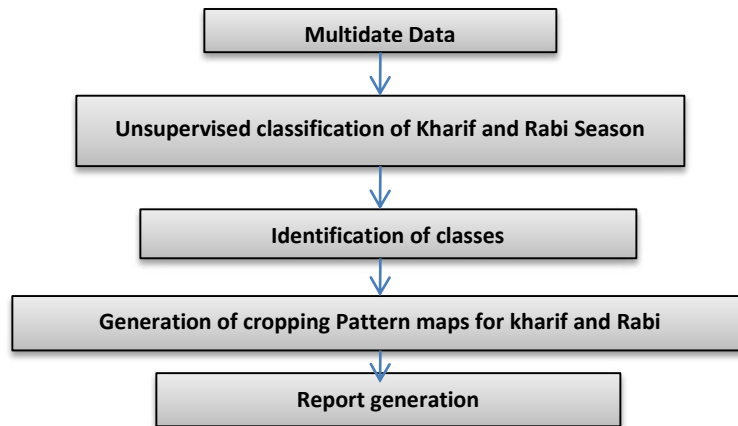 Multidate Data
Unsupervised classification of Kharif and Rabi Season
Identification of classes
Generation of cropping Pattern maps for kharif and Rabi
Report generation